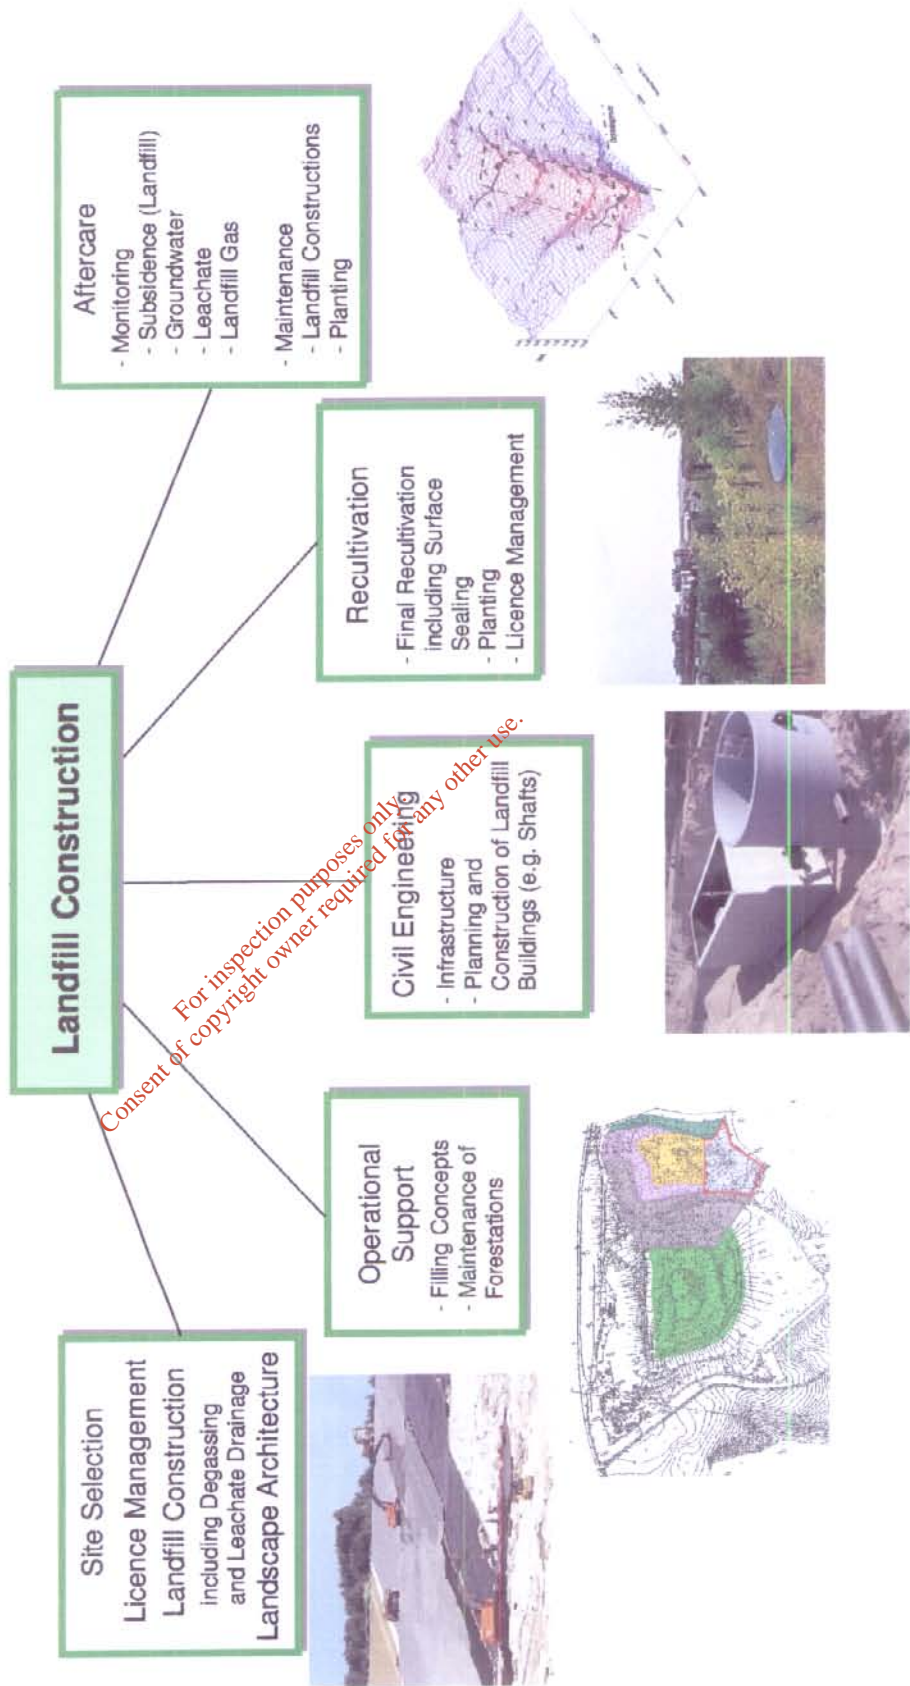 Landfill Construction
Site Selection
Licence Management
Landfill Construction
including Degassing
and Leachate Drainage
Landscape Architecture
Operational
Support
- Filling Concepts
- Maintenance of
Forestations
Civil Engineering
- Infrastructure
- Planning and
Construction of Landfill
Buildings (e.g. Shafts)
Recultivation
- Final Recultivation
including Surface
Sealing
- Planting
- Licence Management
Aftercare
- Monitoring
- Subsidence (Landfill)
- Groundwater
- Leachate
- Landfill Gas
- Maintenance
- Landfill Constructions
- Planting
For inspection purposes only.
Consent of copyright owner required for any other use.